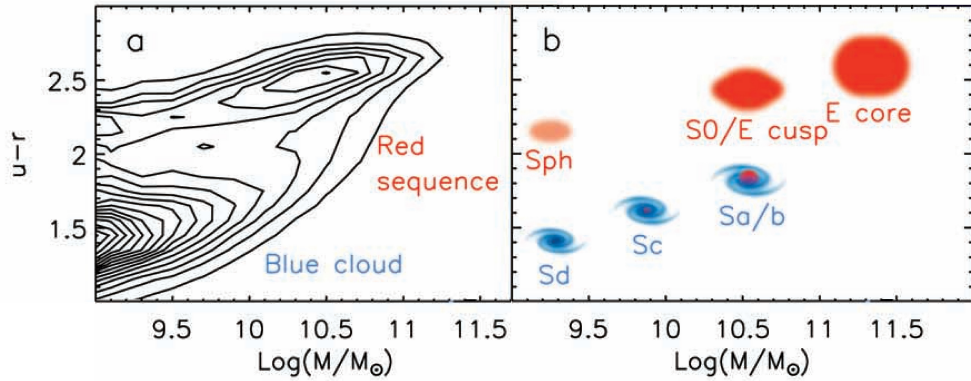 a
u−r
2.5
2
1.5
Red
sequence
Blue cloud
9.5 10 10.5 11 11.5
Log(M/M⊙)
b
E core
S0/E cusp
Sph
Sa/b
Sc
Sd
9.5 10 10.5 11 11.5
Log(M/M⊙)